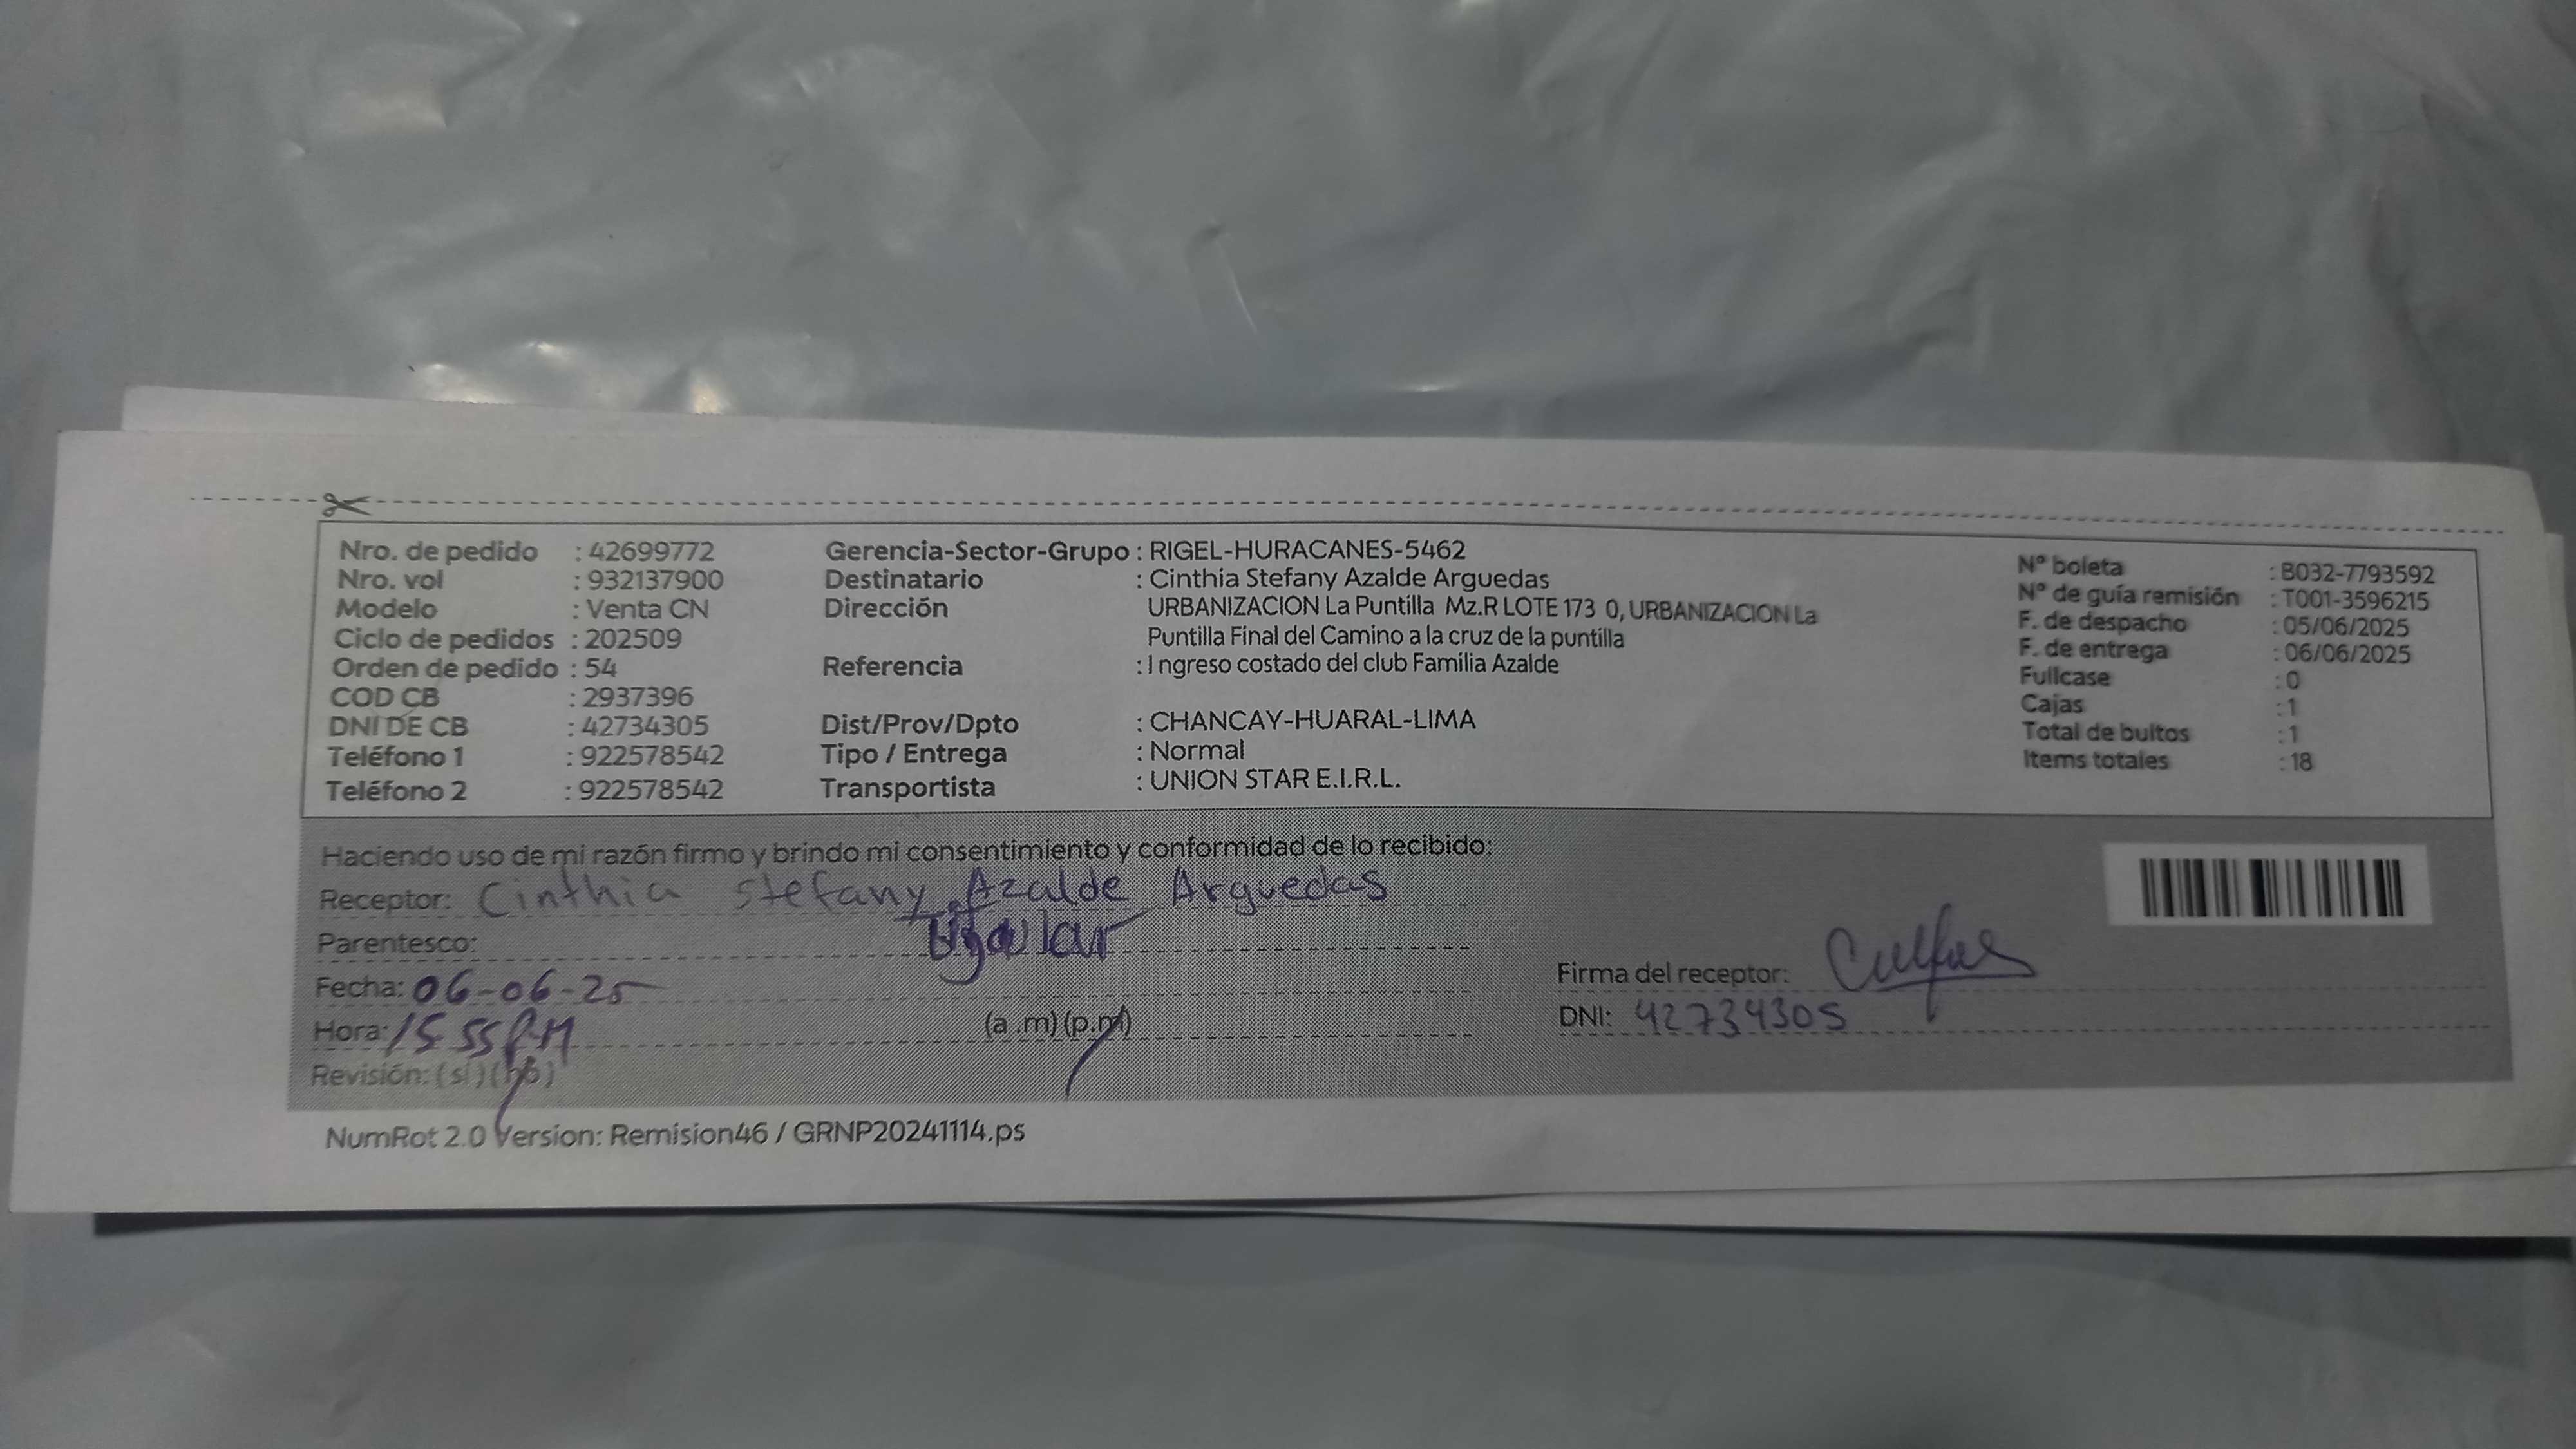 Nro. de pedido : 42699772
Nro. vol : 932137900
Modelo : Venta CN
Ciclo de pedidos : 202509
Orden de pedido : 54
COD CB : 2937396
DNI DE CB : 42734305
Teléfono 1 : 922578542
Teléfono 2 : 922578542
Gerencia-Sector-Grupo : RIGEL-HURACANES-5462
Destinatario : Cinthia Stefany Azalde Arguedas
Dirección URBANIZACION La Puntilla Mz.R LOTE 173 0, URBANIZACION La
Puntilla Final del Camino a la cruz de la puntilla
Referencia : I ngreso costado del club Familia Azalde
Dist/Prov/Dpto : CHANCAY-HUARAL-LIMA
Tipo / Entrega : Normal
Transportista : UNION STAR E.I.R.L.
Nº boleta : B032-7793592
Nº de guía remisión : T001-3596215
F. de despacho : 05/06/2025
F. de entrega : 06/06/2025
Fullcase : 0
Cajas : 1
Total de bultos : 1
Items totales : 18
Haciendo uso de mi razón firmo y brindo mi consentimiento y conformidad de lo recibido:
Receptor: Cinthia Stefany Azalde Arguedas
Parentesco:
Fecha: 06-06-25
Hora: 15 55 P.M (a .m) (p.m)
Revisión: (sí) (no)
Firma del receptor:
DNI: 42734305
NumRot 2.0 Version: Remision46 / GRNP20241114.ps